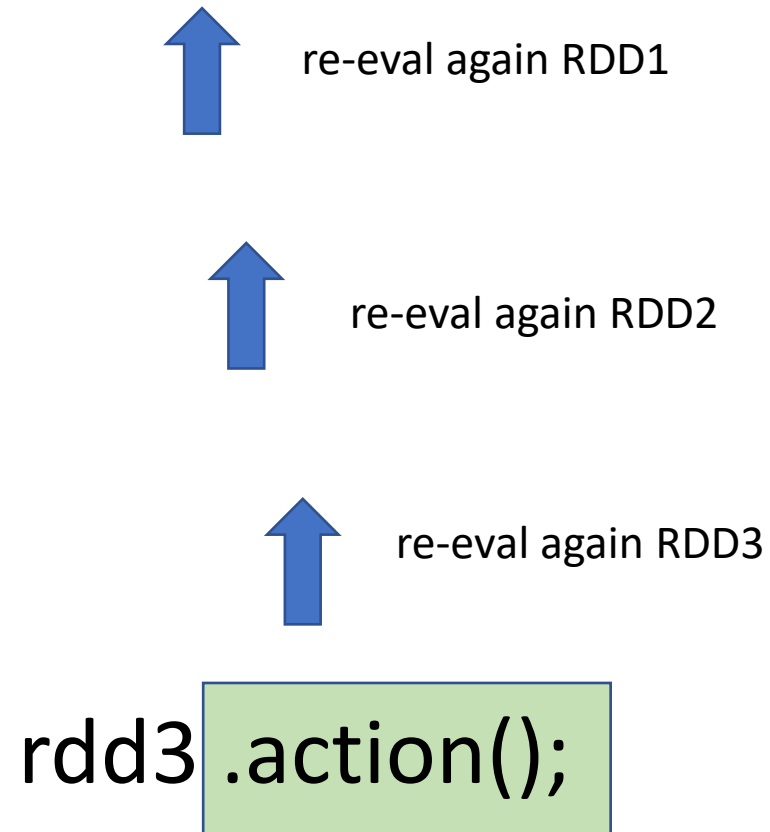 re-eval again RDD1
re-eval again RDD2
re-eval again RDD3
rdd3 .action();